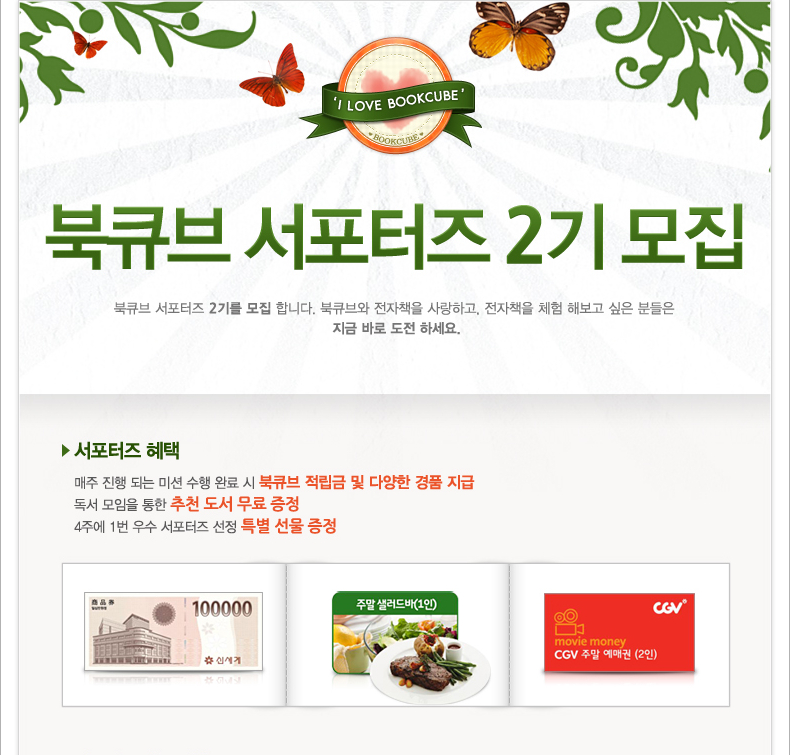 'I LOVE BOOKCUBE'
BOOKCUBE
북큐브 서포터즈 2기 모집
북큐브 서포터즈 2기를 모집 합니다. 북큐브와 전자책을 사랑하고, 전자책을 체험 해보고 싶은 분들은
지금 바로 도전 하세요.
서포터즈 혜택
매주 진행 되는 미션 수행 완료 시 북큐브 적립금 및 다양한 경품 지급
독서 모임을 통한 추천 도서 무료 증정
4주에 1번 우수 서포터즈 선정 특별 선물 증정
商品券
100000
신세계
주말 샐러드바(1인)
CGV
movie money
CGV 주말 예매권 (2인)